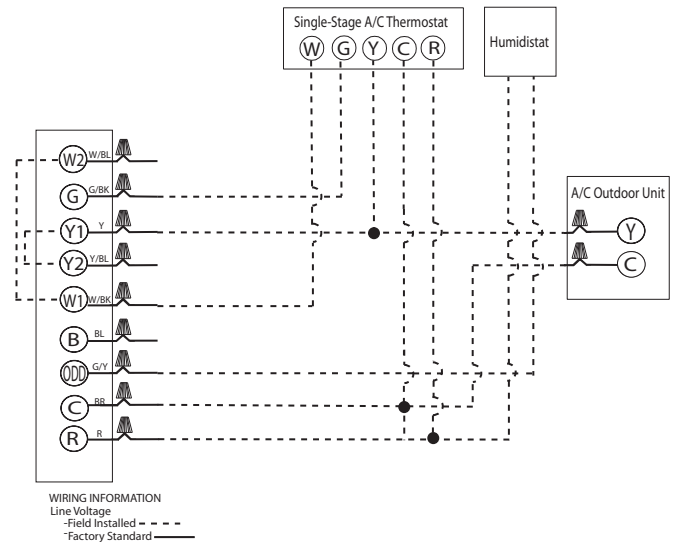 Single-Stage A/C Thermostat
W G Y C R
Humidistat
A/C Outdoor Unit
Y
C
W2 W/BL
G G/BK
Y1 Y
Y2 Y/BL
W1 W/BK
B BL
ODD G/Y
C BR
R R
WIRING INFORMATION
Line Voltage
-Field Installed
-Factory Standard